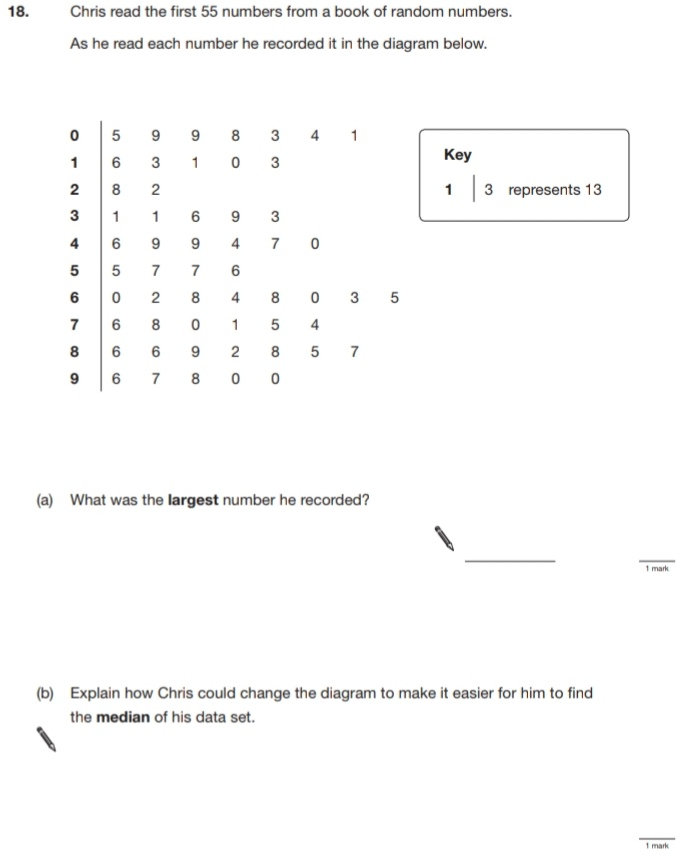 18. Chris read the first 55 numbers from a book of random numbers.
As he read each number he recorded it in the diagram below.
0 | 5 9 9 8 3 4 1
1 | 6 3 1 0 3
2 | 8 2
3 | 1 1 6 9 3
4 | 6 9 9 4 7 0
5 | 5 7 7 6
6 | 0 2 8 4 8 0 3 5
7 | 6 8 0 1 5 4
8 | 6 6 9 2 8 5 7
9 | 6 7 8 0 0
Key
1 | 3 represents 13
(a) What was the largest number he recorded?
1 mark
(b) Explain how Chris could change the diagram to make it easier for him to find
the median of his data set.
1 mark